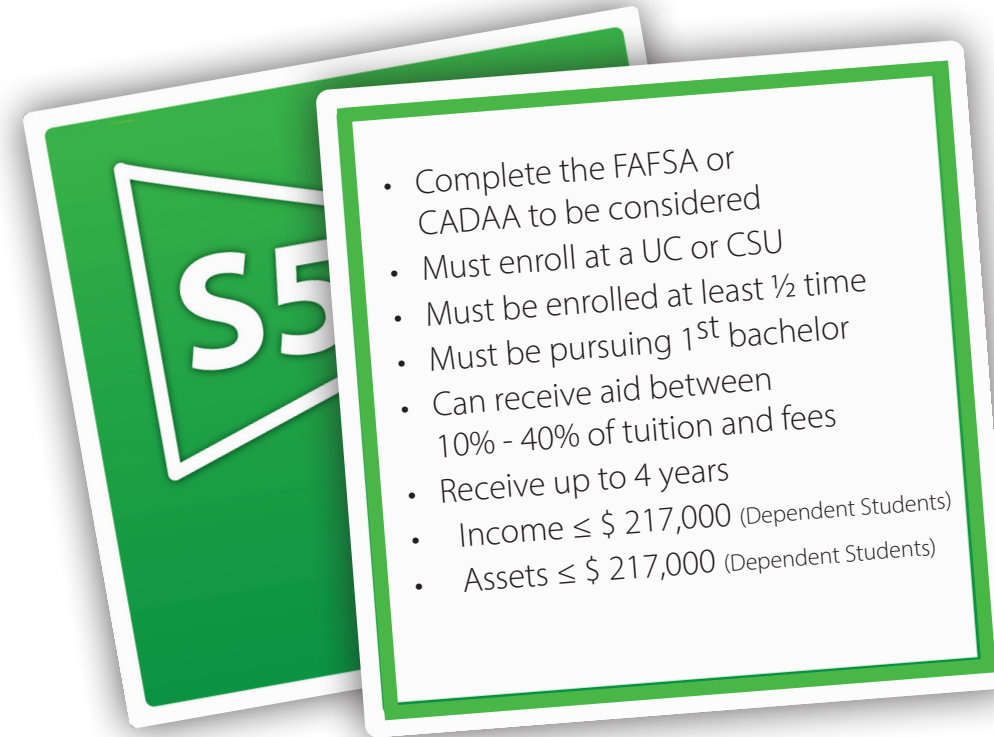 S5
• Complete the FAFSA or
CADAA to be considered
• Must enroll at a UC or CSU
• Must be enrolled at least ½ time
• Must be pursuing 1st bachelor
• Can receive aid between
10% - 40% of tuition and fees
• Receive up to 4 years
• Income ≤ $ 217,000 (Dependent Students)
• Assets ≤ $ 217,000 (Dependent Students)